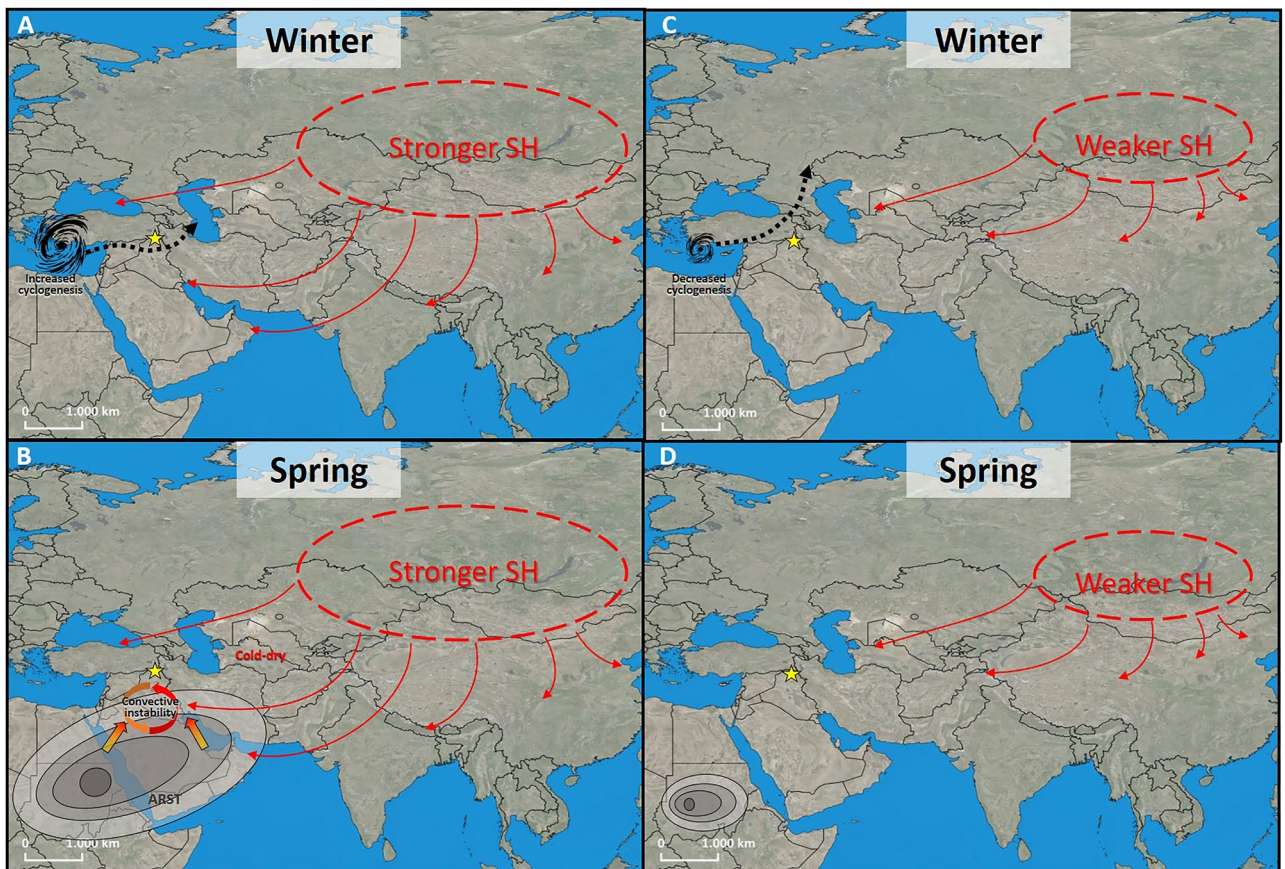 A
Winter
Stronger SH
Increased
cyclogenesis
0 1.000 km
C
Winter
Weaker SH
Decreased
cyclogenesis
0 1.000 km
B
Spring
Stronger SH
Cold-dry
Convective
instability
ARST
0 1.000 km
D
Spring
Weaker SH
0 1.000 km